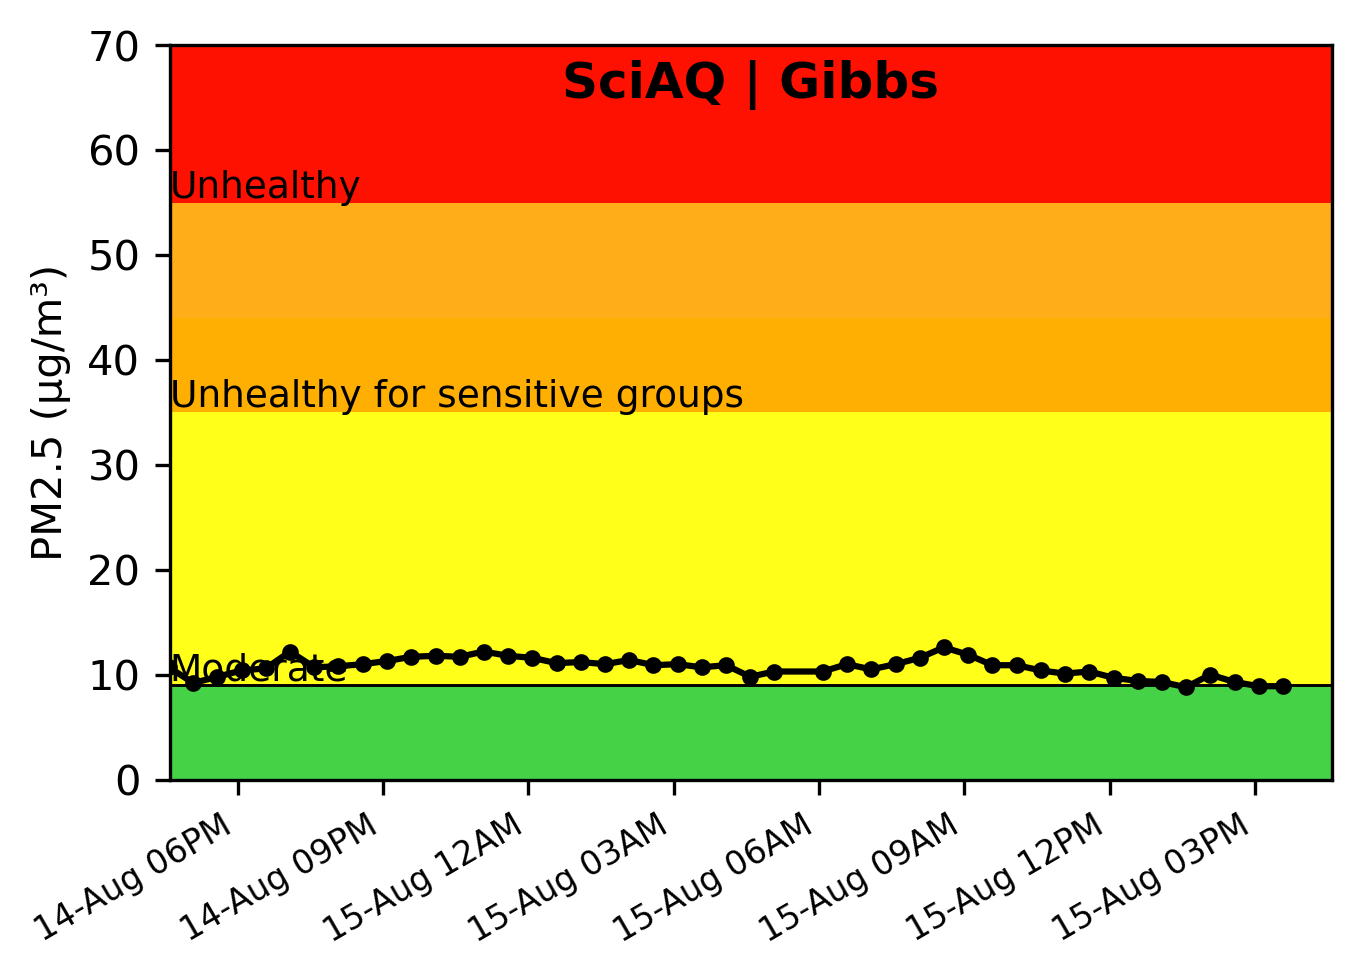 SciAQ | Gibbs
PM2.5 (µg/m³)
70
60
Unhealthy
50
40
Unhealthy for sensitive groups
30
20
Moderate
10
0
14-Aug 06PM
14-Aug 09PM
15-Aug 12AM
15-Aug 03AM
15-Aug 06AM
15-Aug 09AM
15-Aug 12PM
15-Aug 03PM